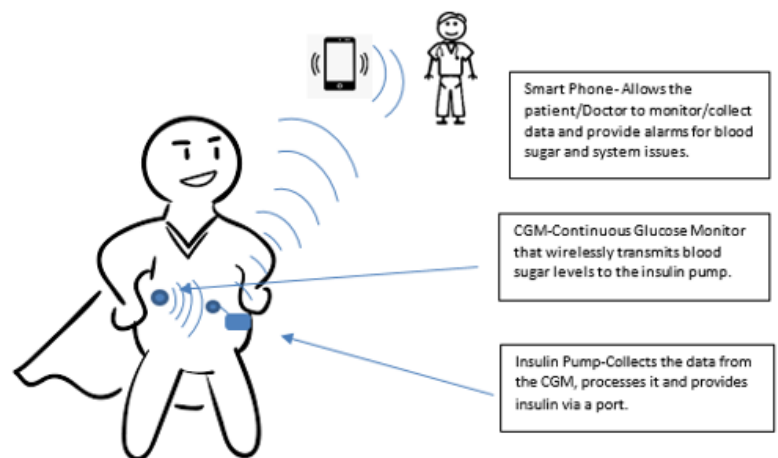 Smart Phone- Allows the
patient/Doctor to monitor/collect
data and provide alarms for blood
sugar and system issues.
CGM-Continuous Glucose Monitor
that wirelessly transmits blood
sugar levels to the insulin pump.
Insulin Pump-Collects the data from
the CGM, processes it and provides
insulin via a port.